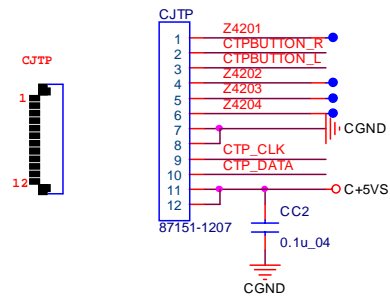 CJTP
1
12
CJTP
1 Z4201
2 CTPBUTTON_R
3 CTPBUTTON_L
4 Z4202
5 Z4203
6 Z4204
7 CGND
8
9 CTP_CLK
10 CTP_DATA
11 C+5VS
12
87151-1207
CC2
0.1u_04
CGND